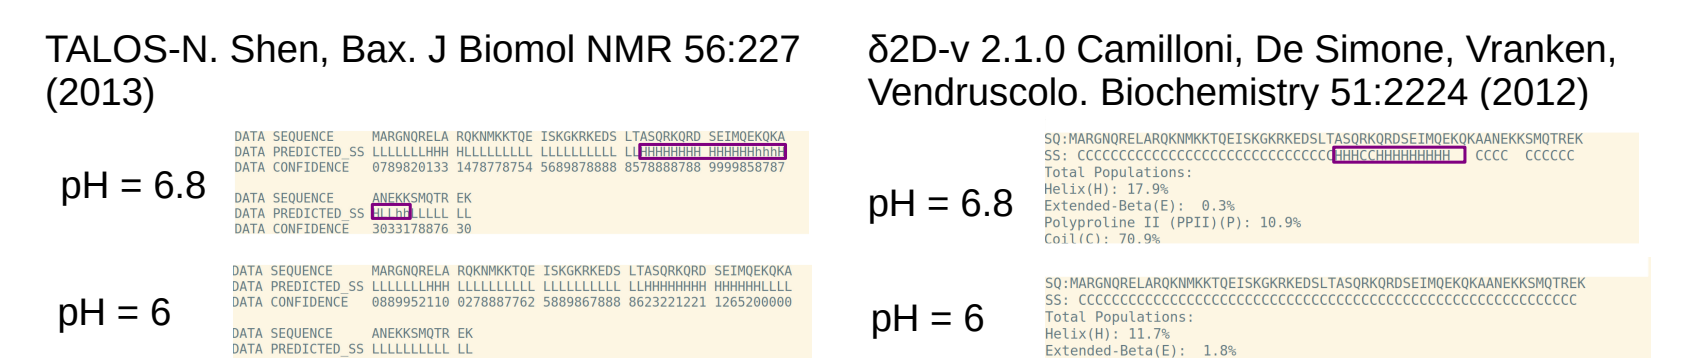 TALOS-N. Shen, Bax. J Biomol NMR 56:227
(2013)
pH = 6.8
DATA SEQUENCE MARGNQRELA RQKNMKKTQE ISKGKRKEDS LTASQRKQRD SEIMQEKQKA
DATA PREDICTED_SS LLLLLLLHHH HLLLLLLLLL LLLLLLLLLL LLHHHHHHHH HHHHHHhhhH
DATA CONFIDENCE 0789820133 1478778754 5689878888 8578888788 9999858787
DATA SEQUENCE ANEKKSMQTR EK
DATA PREDICTED_SS HLLhhLLLLL LL
DATA CONFIDENCE 3033178876 30
pH = 6
DATA SEQUENCE MARGNQRELA RQKNMKKTQE ISKGKRKEDS LTASQRKQRD SEIMQEKQKA
DATA PREDICTED_SS LLLLLLLHHH LLLLLLLLLL LLLLLLLLLL LLHHHHHHHH HHHHHHLLLL
DATA CONFIDENCE 0889952110 0278887762 5889867888 8623221221 1265200000
DATA SEQUENCE ANEKKSMQTR EK
DATA PREDICTED_SS LLLLLLLLLL LL
δ2D-v 2.1.0 Camilloni, De Simone, Vranken,
Vendruscolo. Biochemistry 51:2224 (2012)
pH = 6.8
SQ:MARGNQRELARQKNMKKTQEISKGKRKEDSLTASQRKQRDSEIMQEKQKAANEKKSMQTREK
SS: CCCCCCCCCCCCCCCCCCCCCCCCCCCCCCCHHHCCHHHHHHHHH CCCC CCCCCC
Total Populations:
Helix(H): 17.9%
Extended-Beta(E): 0.3%
Polyproline II (PPII)(P): 10.9%
Coil(C): 70.9%
pH = 6
SQ:MARGNQRELARQKNMKKTQEISKGKRKEDSLTASQRKQRDSEIMQEKQKAANEKKSMQTREK
SS: CCCCCCCCCCCCCCCCCCCCCCCCCCCCCCCCCCCCCCCCCCCCCCCCCCCCCCCCCCCC
Total Populations:
Helix(H): 11.7%
Extended-Beta(E): 1.8%